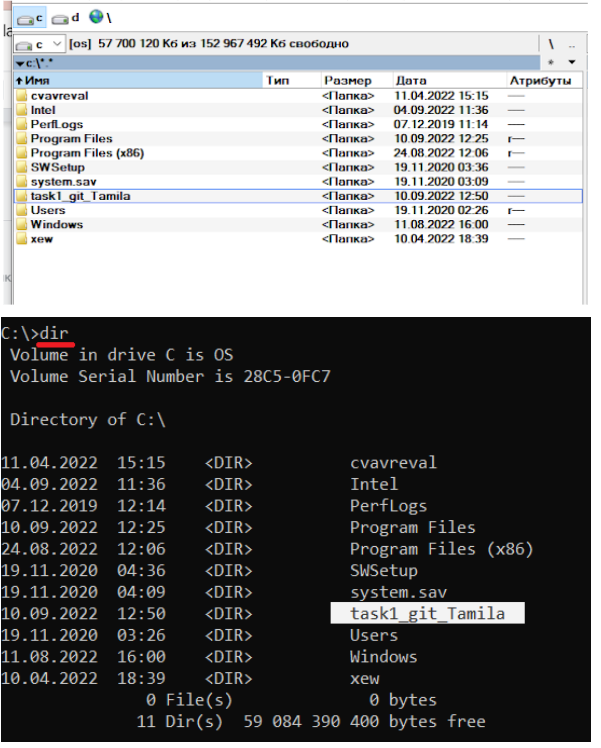 la
c d \
c [os] 57 700 120 Кб из 152 967 492 Кб свободно \ ..
c:\*.* *
Имя Тип Размер Дата Атрибуты
cvavreval <Папка> 11.04.2022 15:15 —
Intel <Папка> 04.09.2022 11:36 —
PerfLogs <Папка> 07.12.2019 11:14 —
Program Files <Папка> 10.09.2022 12:25 r—
Program Files (x86) <Папка> 24.08.2022 12:06 r—
SWSetup <Папка> 19.11.2020 03:36 —
system.sav <Папка> 19.11.2020 03:09 —
task1_git_Tamila <Папка> 10.09.2022 12:50 —
Users <Папка> 19.11.2020 02:26 r—
Windows <Папка> 11.08.2022 16:00 —
xew <Папка> 10.04.2022 18:39 —
C:\>dir
Volume in drive C is OS
Volume Serial Number is 28C5-0FC7
Directory of C:\
11.04.2022 15:15 <DIR> cvavreval
04.09.2022 11:36 <DIR> Intel
07.12.2019 12:14 <DIR> PerfLogs
10.09.2022 12:25 <DIR> Program Files
24.08.2022 12:06 <DIR> Program Files (x86)
19.11.2020 04:36 <DIR> SWSetup
19.11.2020 04:09 <DIR> system.sav
10.09.2022 12:50 <DIR> task1_git_Tamila
19.11.2020 03:26 <DIR> Users
11.08.2022 16:00 <DIR> Windows
10.04.2022 18:39 <DIR> xew
0 File(s) 0 bytes
11 Dir(s) 59 084 390 400 bytes free